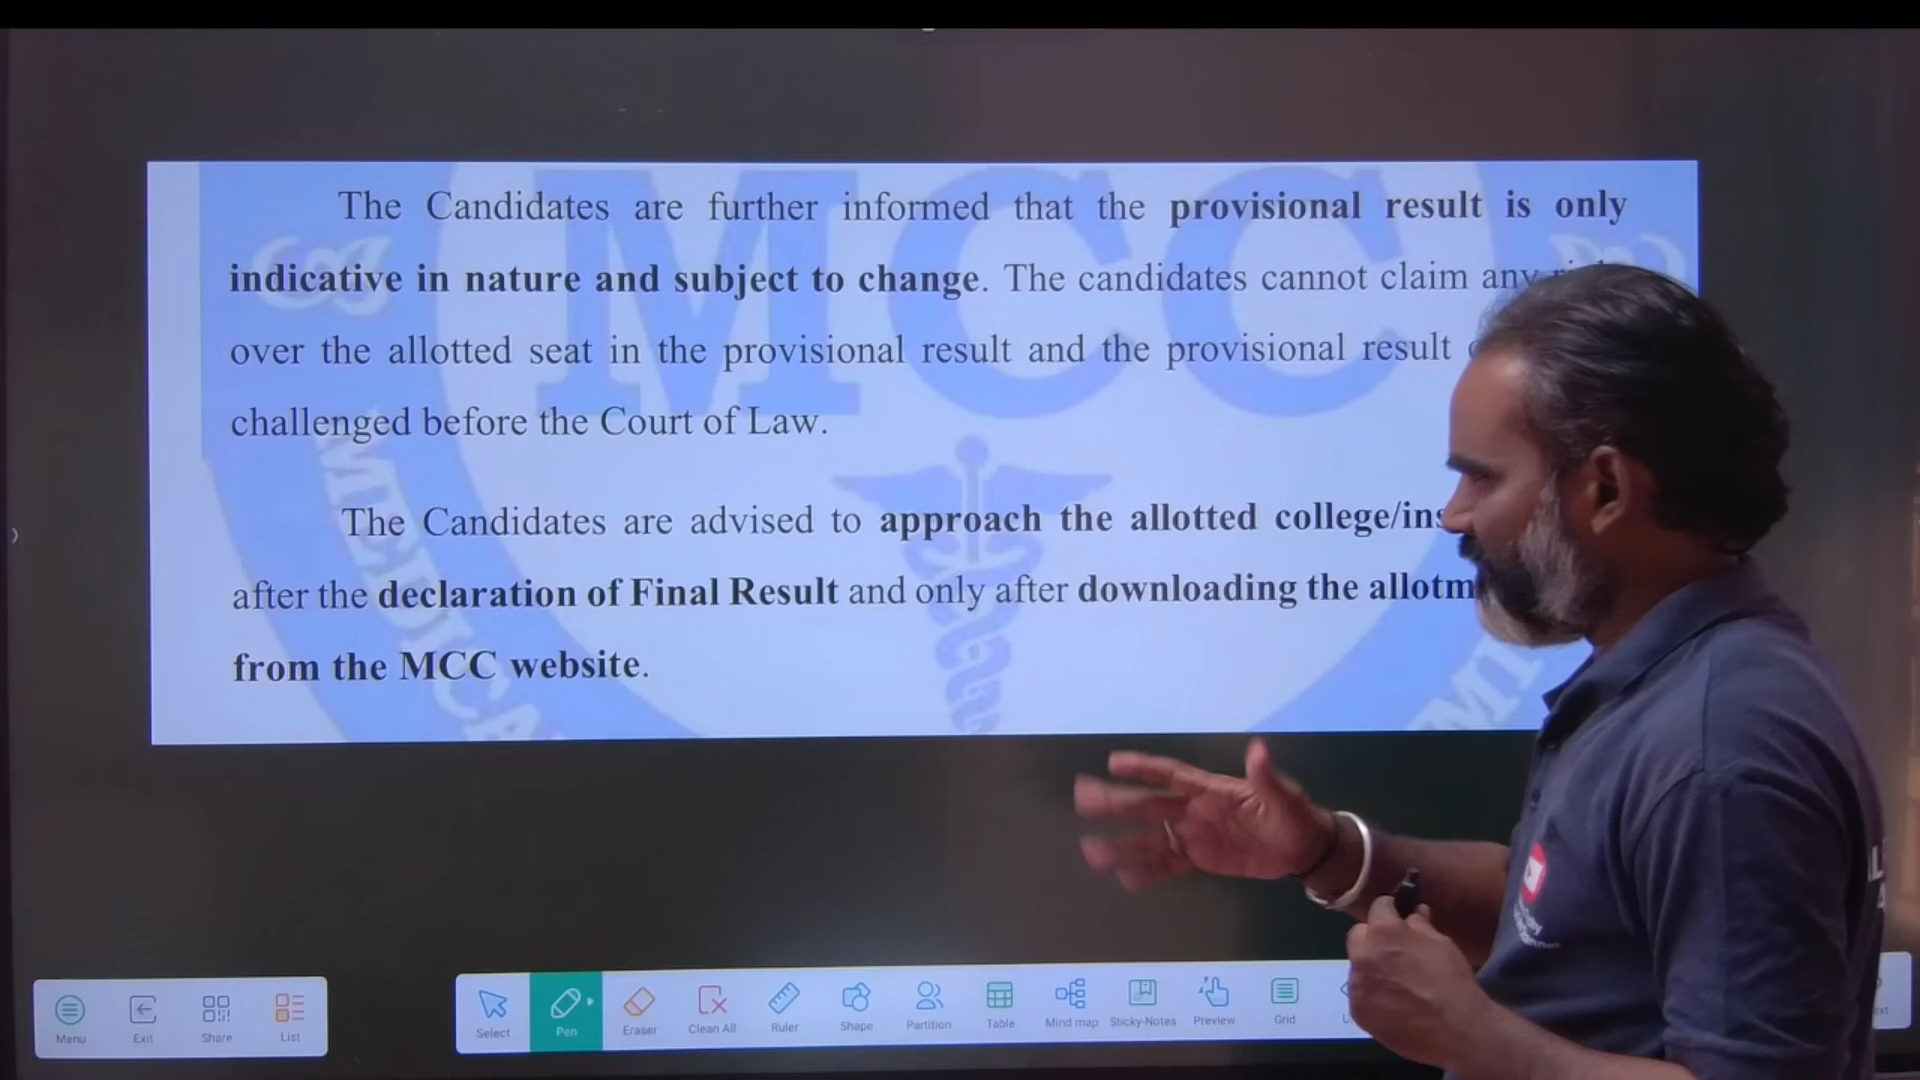 The Candidates are further informed that the provisional result is only
indicative in nature and subject to change. The candidates cannot claim any
over the allotted seat in the provisional result and the provisional result
challenged before the Court of Law.
The Candidates are advised to approach the allotted college/ins
after the declaration of Final Result and only after downloading the allotm
from the MCC website.
MCC
MEDICA
Menu Exit Share List
Select Pen Eraser Clean All Ruler Shape Partition Table Mind map Sticky-Notes Preview Grid